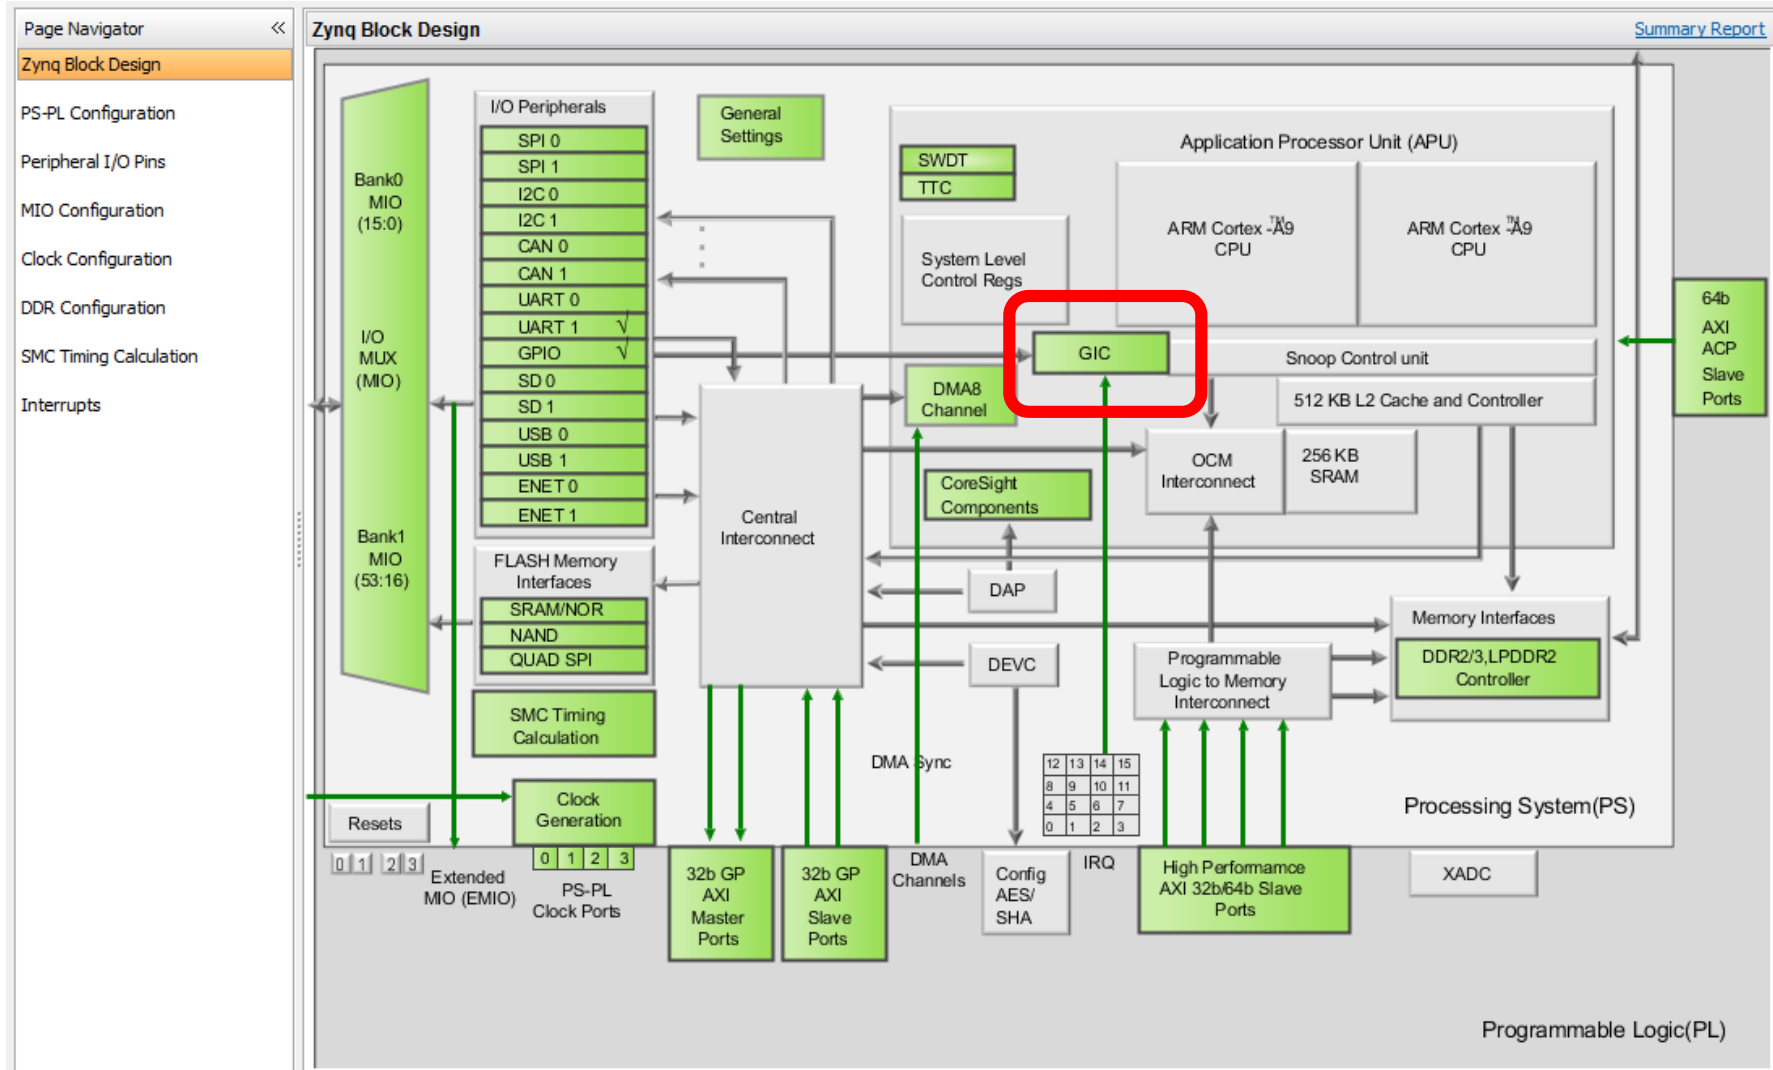 Page Navigator
Zynq Block Design
PS-PL Configuration
Peripheral I/O Pins
MIO Configuration
Clock Configuration
DDR Configuration
SMC Timing Calculation
Interrupts
Zynq Block Design
Summary Report
Bank0
MIO
(15:0)
I/O
MUX
(MIO)
Bank1
MIO
(53:16)
I/O Peripherals
SPI 0
SPI 1
I2C 0
I2C 1
CAN 0
CAN 1
UART 0
UART 1 √
GPIO √
SD 0
SD 1
USB 0
USB 1
ENET 0
ENET 1
FLASH Memory
Interfaces
SRAM/NOR
NAND
QUAD SPI
SMC Timing
Calculation
General
Settings
Application Processor Unit (APU)
SWDT
TTC
System Level
Control Regs
ARM Cortex -™A9
CPU
ARM Cortex -™A9
CPU
GIC
Snoop Control unit
DMA8
Channel
512 KB L2 Cache and Controller
OCM
Interconnect
256 KB
SRAM
CoreSight
Components
Central
Interconnect
DAP
DEVC
Programmable
Logic to Memory
Interconnect
Memory Interfaces
DDR2/3,LPDDR2
Controller
64b
AXI
ACP
Slave
Ports
DMA Sync
12 13 14 15
8 9 10 11
4 5 6 7
0 1 2 3
Processing System(PS)
Resets
0 1 2 3
Clock
Generation
0 1 2 3
Extended
MIO (EMIO)
PS-PL
Clock Ports
32b GP
AXI
Master
Ports
32b GP
AXI
Slave
Ports
DMA
Channels
Config
AES/
SHA
IRQ
High Performamce
AXI 32b/64b Slave
Ports
XADC
Programmable Logic(PL)